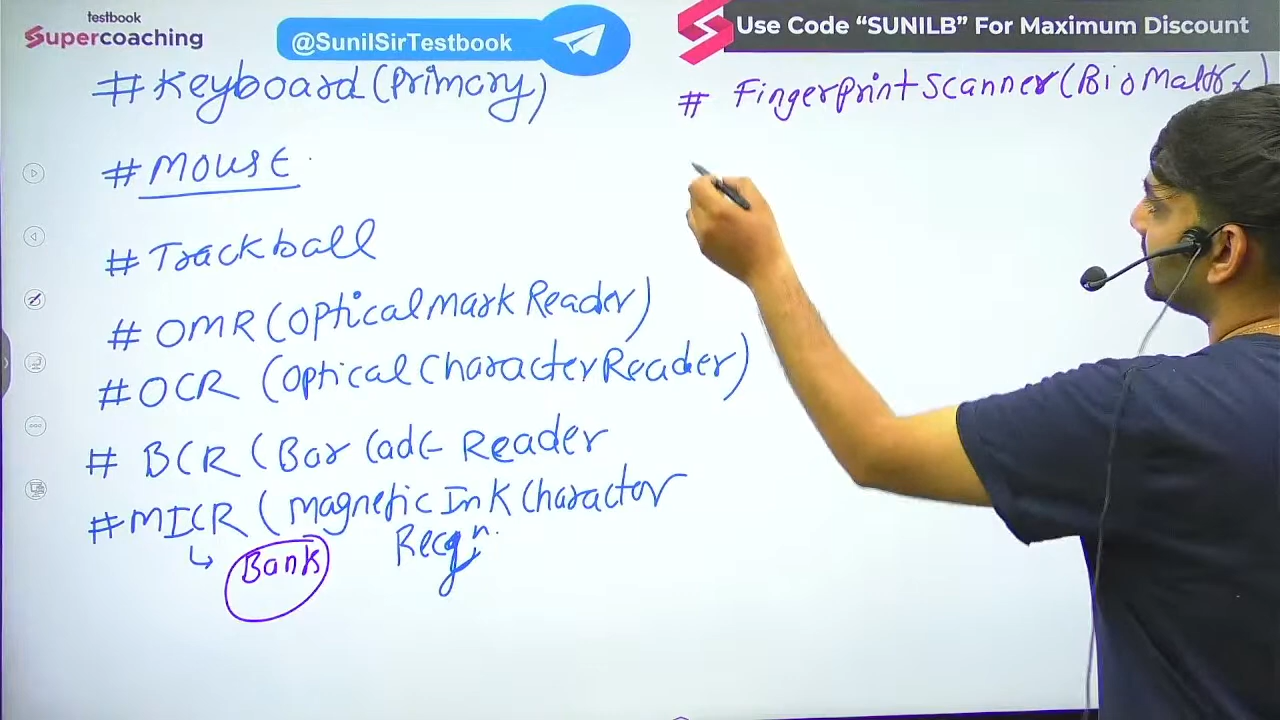 testbook
Supercoaching
@SunilSirTestbook
Use Code “SUNILB” For Maximum Discount
#Keyboard (Primary)
#Mouse
#Trackball
#OMR (Optical Mark Reader)
#OCR (Optical Character Reader)
#BCR (Bar Code Reader
#MICR (Magnetic Ink Character
Recgn.
Bank
# Fingerprint Scanner (Bio